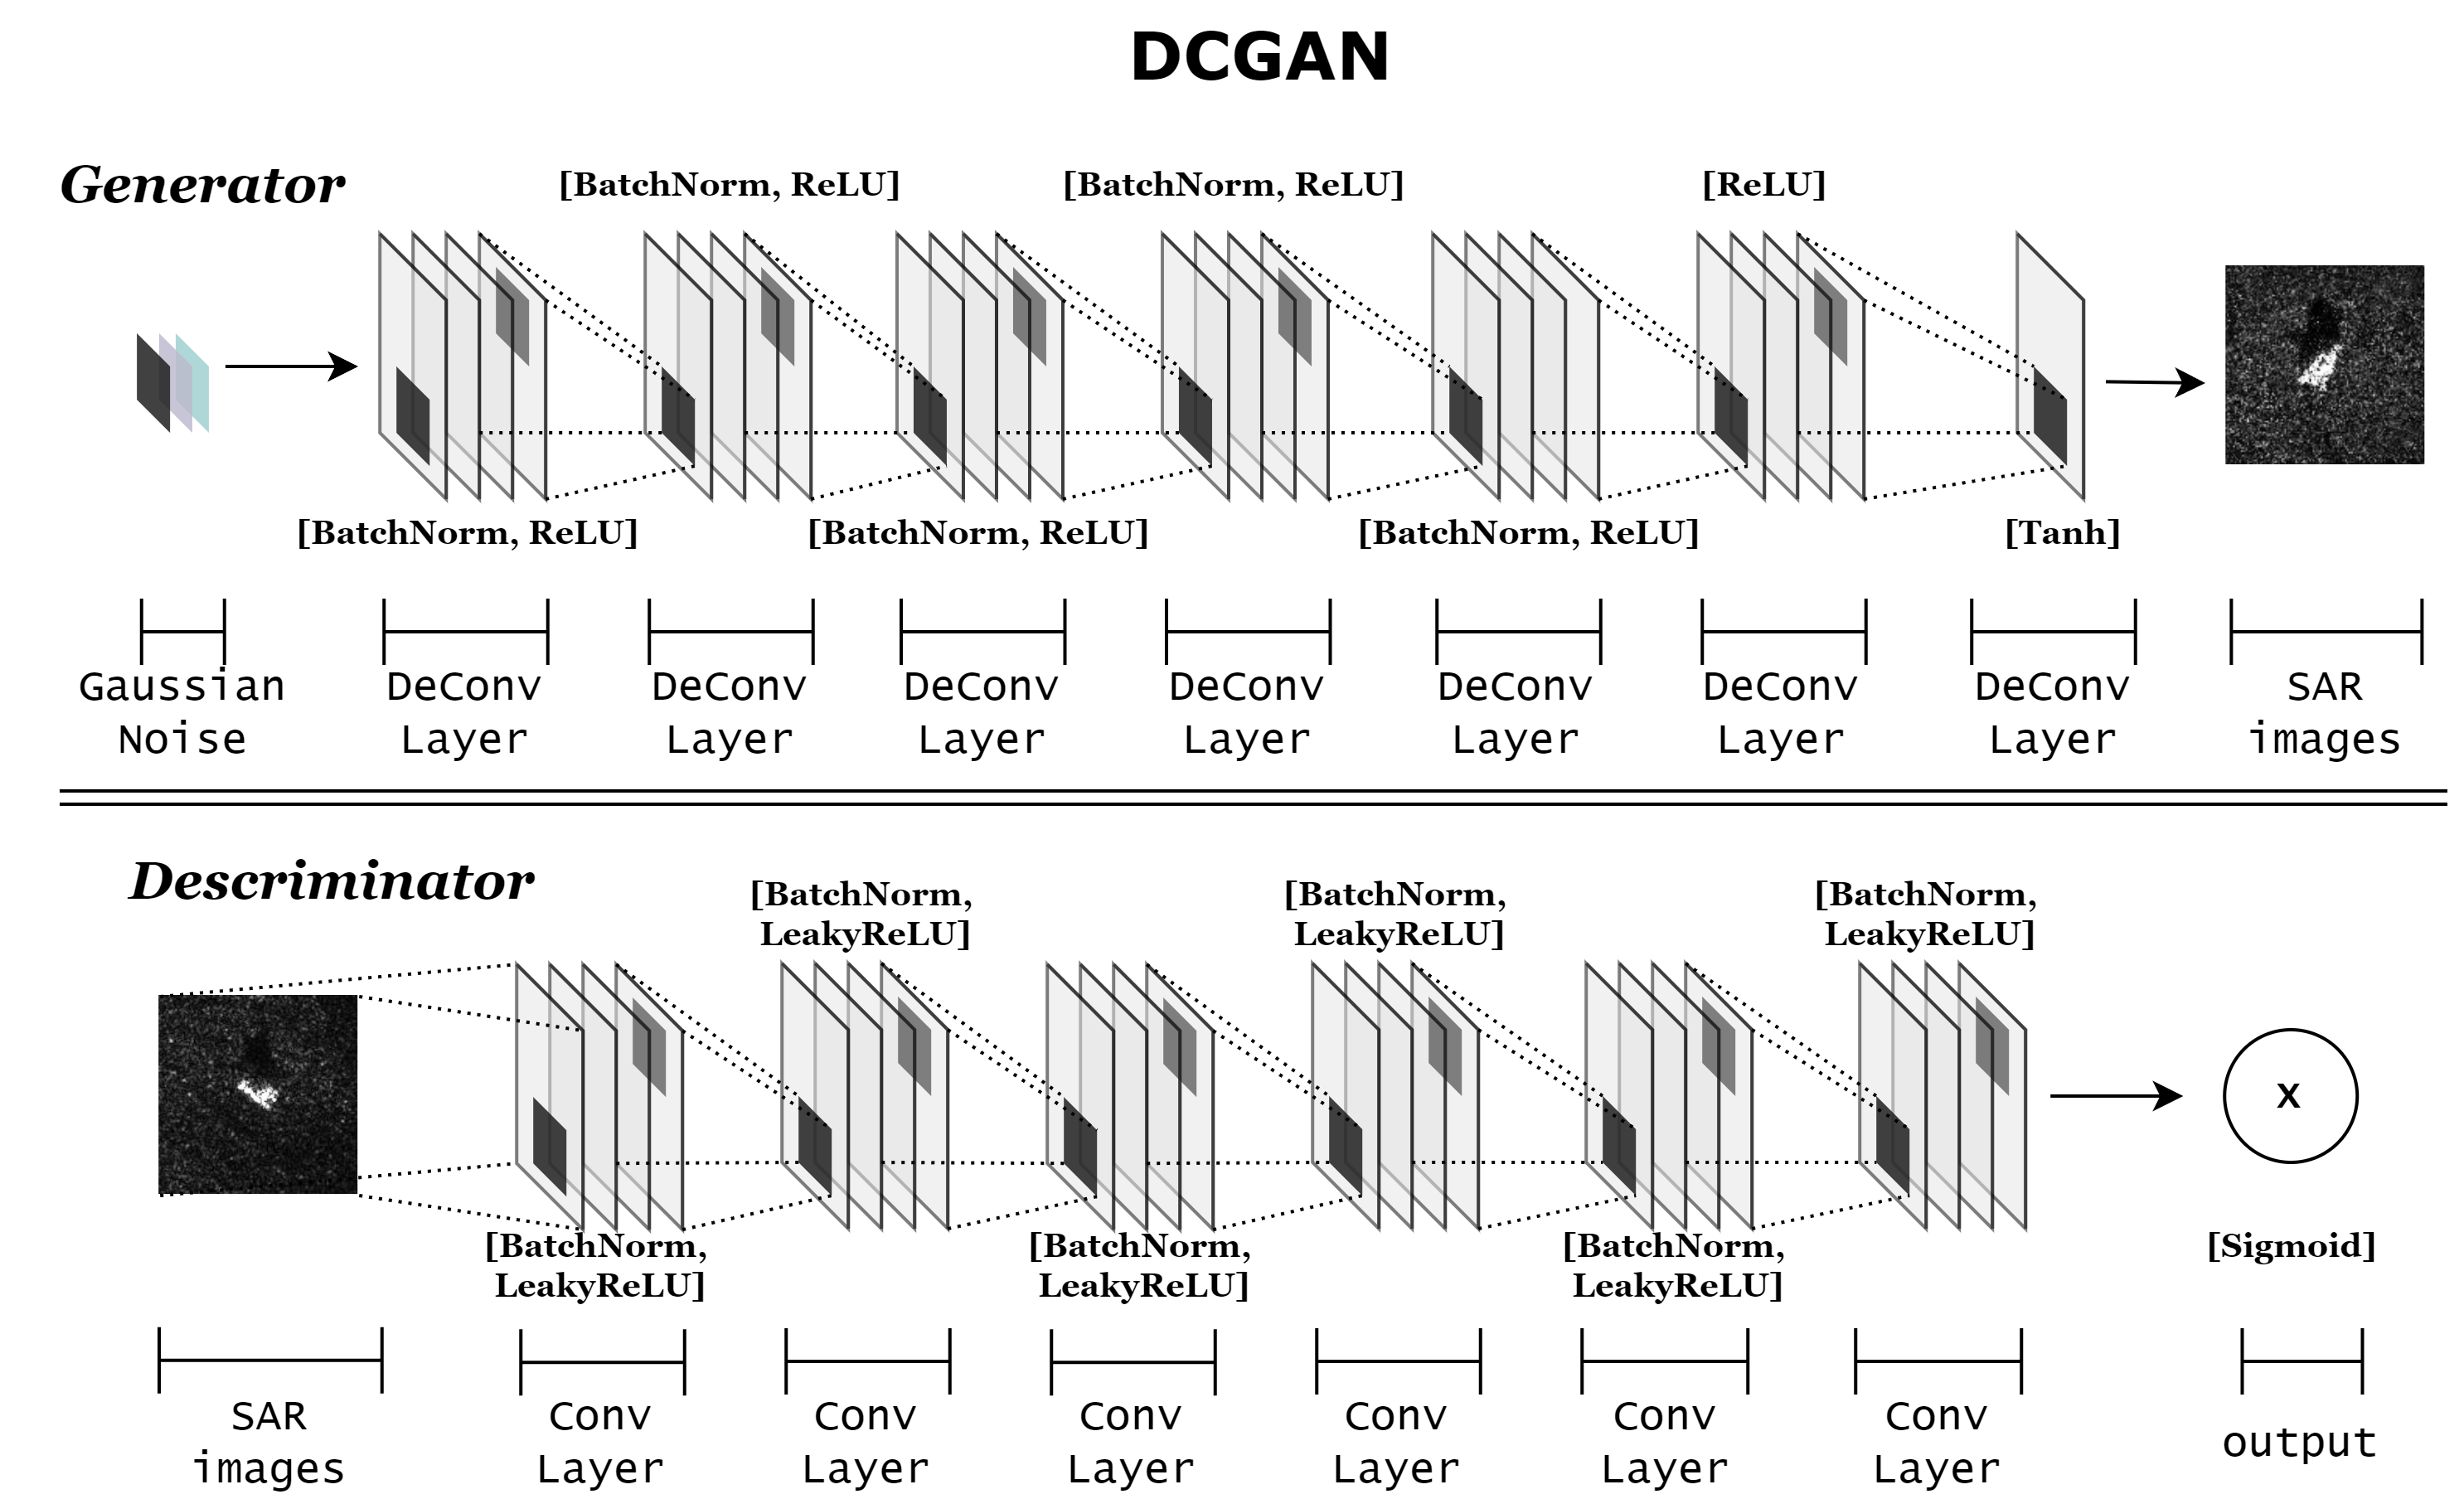 DCGAN
Generator
[BatchNorm, ReLU]
[BatchNorm, ReLU]
[ReLU]
[BatchNorm, ReLU]
[BatchNorm, ReLU]
[BatchNorm, ReLU]
[Tanh]
Gaussian
Noise
DeConv
Layer
DeConv
Layer
DeConv
Layer
DeConv
Layer
DeConv
Layer
DeConv
Layer
DeConv
Layer
SAR
images
Descriminator
[BatchNorm,
LeakyReLU]
[BatchNorm,
LeakyReLU]
[BatchNorm,
LeakyReLU]
X
[BatchNorm,
LeakyReLU]
[BatchNorm,
LeakyReLU]
[BatchNorm,
LeakyReLU]
[Sigmoid]
SAR
images
Conv
Layer
Conv
Layer
Conv
Layer
Conv
Layer
Conv
Layer
Conv
Layer
output